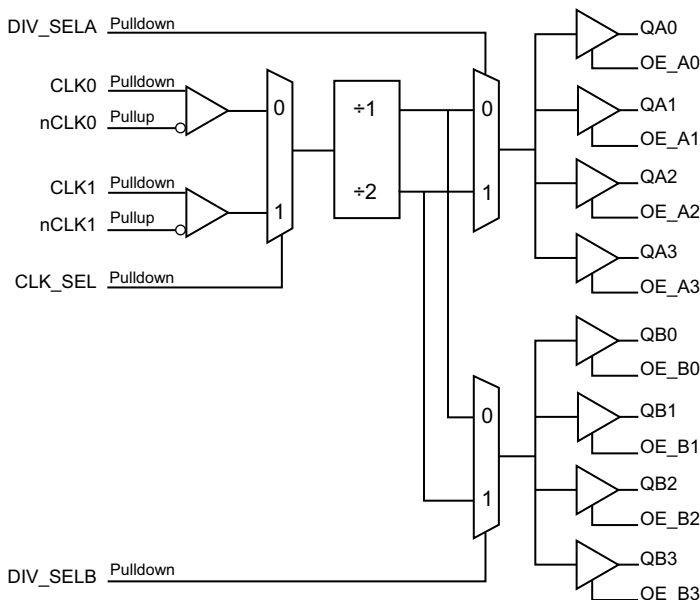 DIV_SELA Pulldown
CLK0 Pulldown
nCLK0 Pullup
CLK1 Pulldown
nCLK1 Pullup
CLK_SEL Pulldown
0
1
÷1
÷2
0
1
QA0
OE_A0
QA1
OE_A1
QA2
OE_A2
QA3
OE_A3
0
1
QB0
OE_B0
QB1
OE_B1
QB2
OE_B2
QB3
OE_B3
DIV_SELB Pulldown